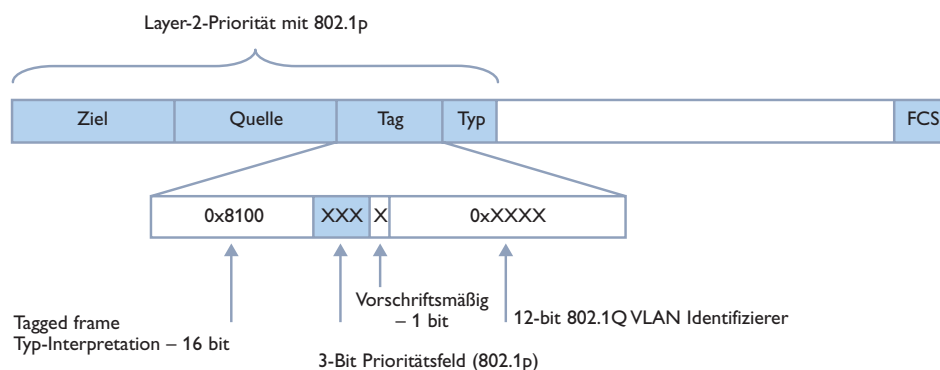 Layer-2-Priorität mit 802.1p
Ziel
Quelle
Tag
Typ
FCS
0x8100
XXX
X
0xXXXX
Vorschriftsmäßig
– 1 bit
12-bit 802.1Q VLAN Identifizierer
Tagged frame
Typ-Interpretation – 16 bit
3-Bit Prioritätsfeld (802.1p)